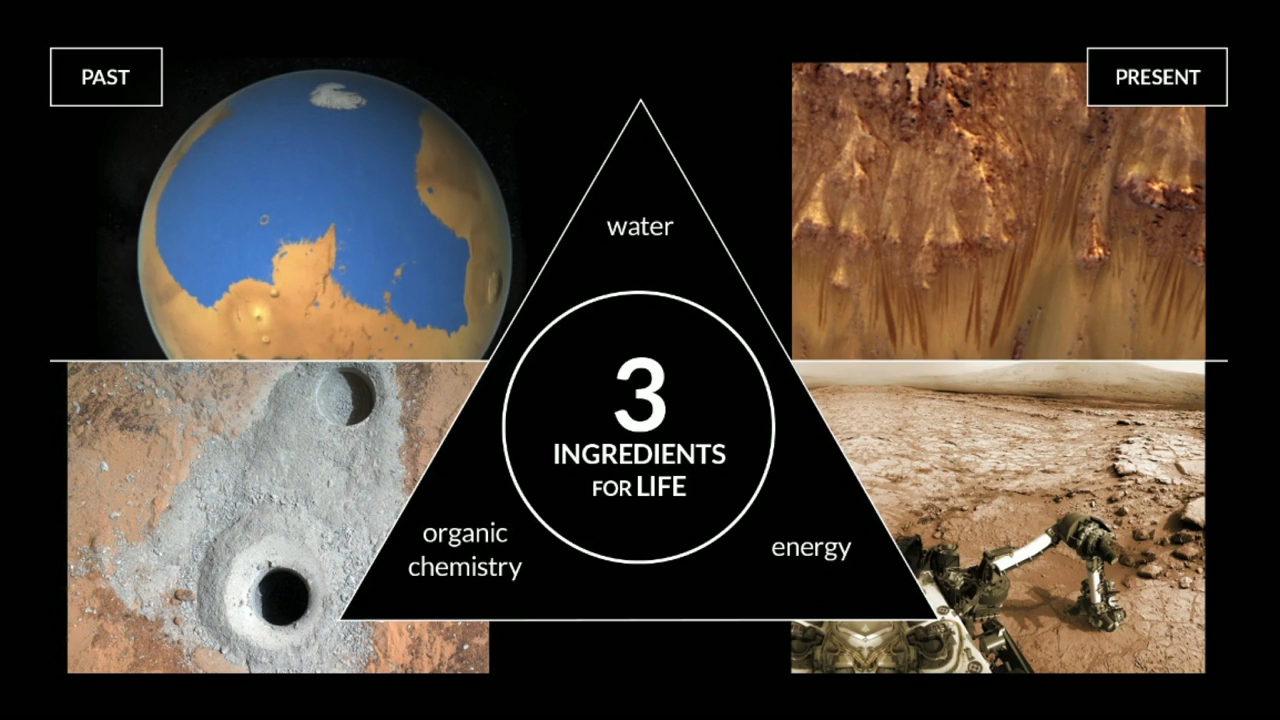 PAST
PRESENT
water
3
INGREDIENTS
FOR LIFE
organic
chemistry
energy